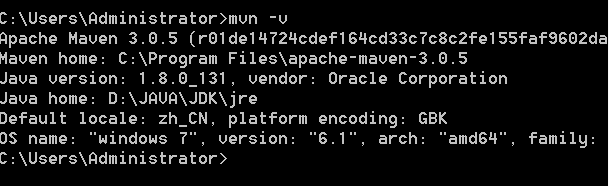 C:\Users\Administrator>mvn -v
Apache Maven 3.0.5 (r01de14724cdef164cd33c7c8c2fe155faf9602da
Maven home: C:\Program Files\apache-maven-3.0.5
Java version: 1.8.0_131, vendor: Oracle Corporation
Java home: D:\JAVA\JDK\jre
Default locale: zh_CN, platform encoding: GBK
OS name: "windows 7", version: "6.1", arch: "amd64", family:
C:\Users\Administrator>